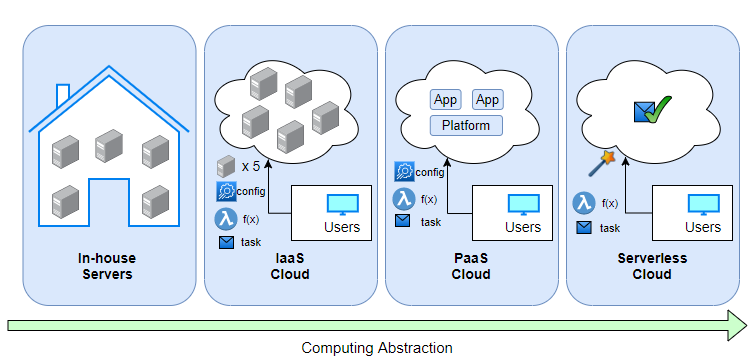 In-house
Servers
x 5
config
f(x)
task
Users
IaaS
Cloud
App App
Platform
config
f(x)
task
Users
PaaS
Cloud
f(x)
task
Users
Serverless
Cloud
Computing Abstraction